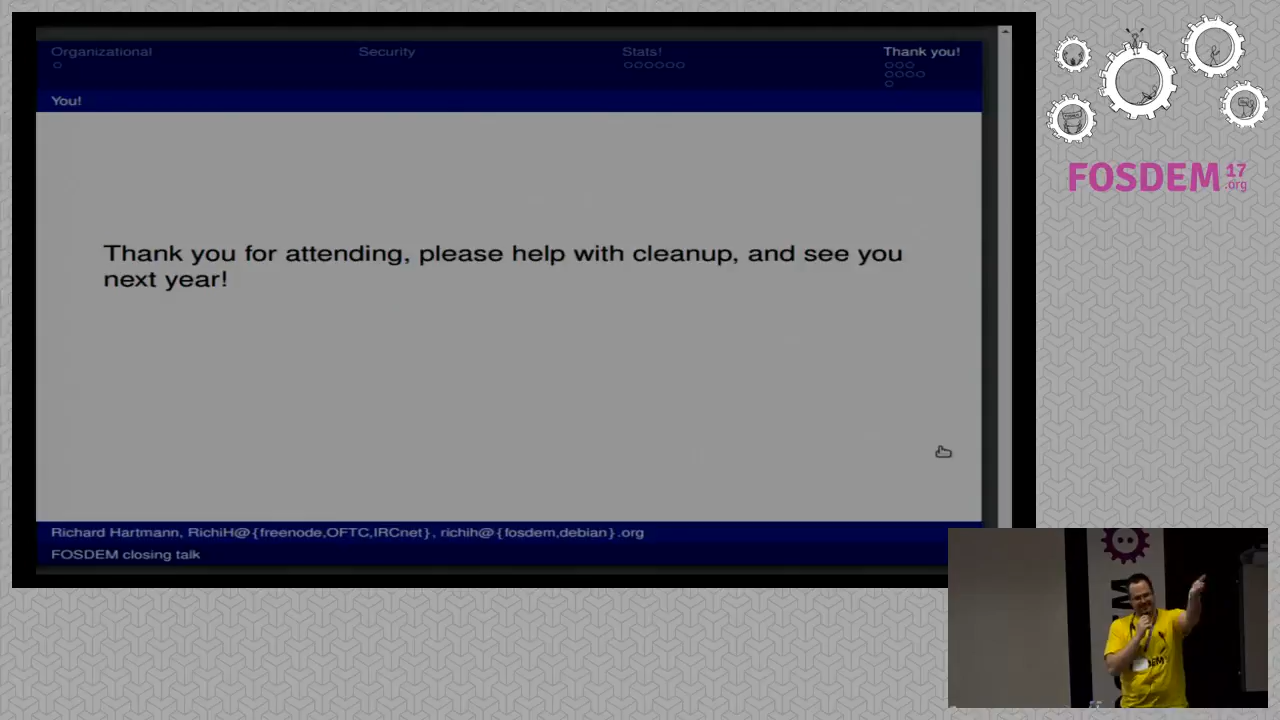 Organizational
Security
Stats!
Thank you!
You!
Thank you for attending, please help with cleanup, and see you
next year!
Richard Hartmann, RichiH@{freenode,OFTC,IRCnet}, richih@{fosdem,debian}.org
FOSDEM closing talk
FOSDEM 17
.org